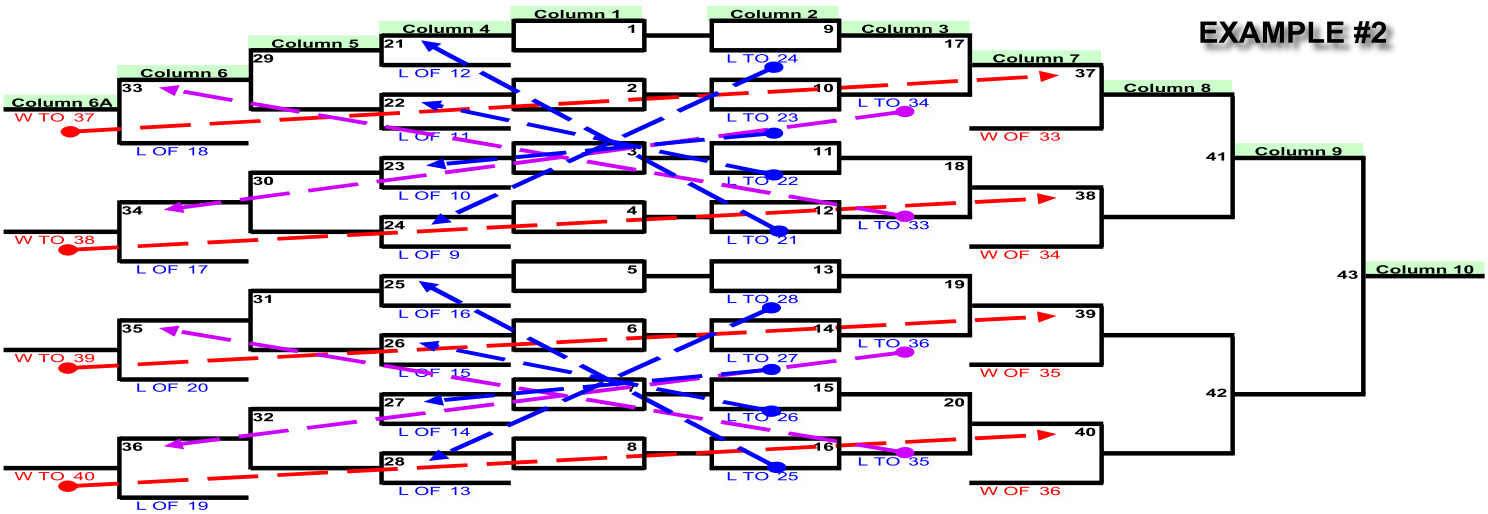 Column 1
Column 2
EXAMPLE #2
Column 4
Column 3
1
9
Column 5
21
17
Column 7
L TO 24
29
L OF 12
37
Column 6
Column 8
33
2
10
Column 6A
22
L TO 34
W TO 37
L TO 23
L OF 11
W OF 33
L OF 18
3
11
41
Column 9
23
18
30
L TO 22
L OF 10
38
34
4
12
24
L TO 33
W TO 38
L TO 21
L OF 9
W OF 34
L OF 17
5
13
43
Column 10
25
19
31
L TO 28
L OF 16
39
35
6
14
26
L TO 36
W TO 39
L TO 27
L OF 15
W OF 35
L OF 20
7
15
42
27
20
32
L TO 26
L OF 14
40
36
8
16
28
L TO 35
W TO 40
L TO 25
L OF 13
W OF 36
L OF 19